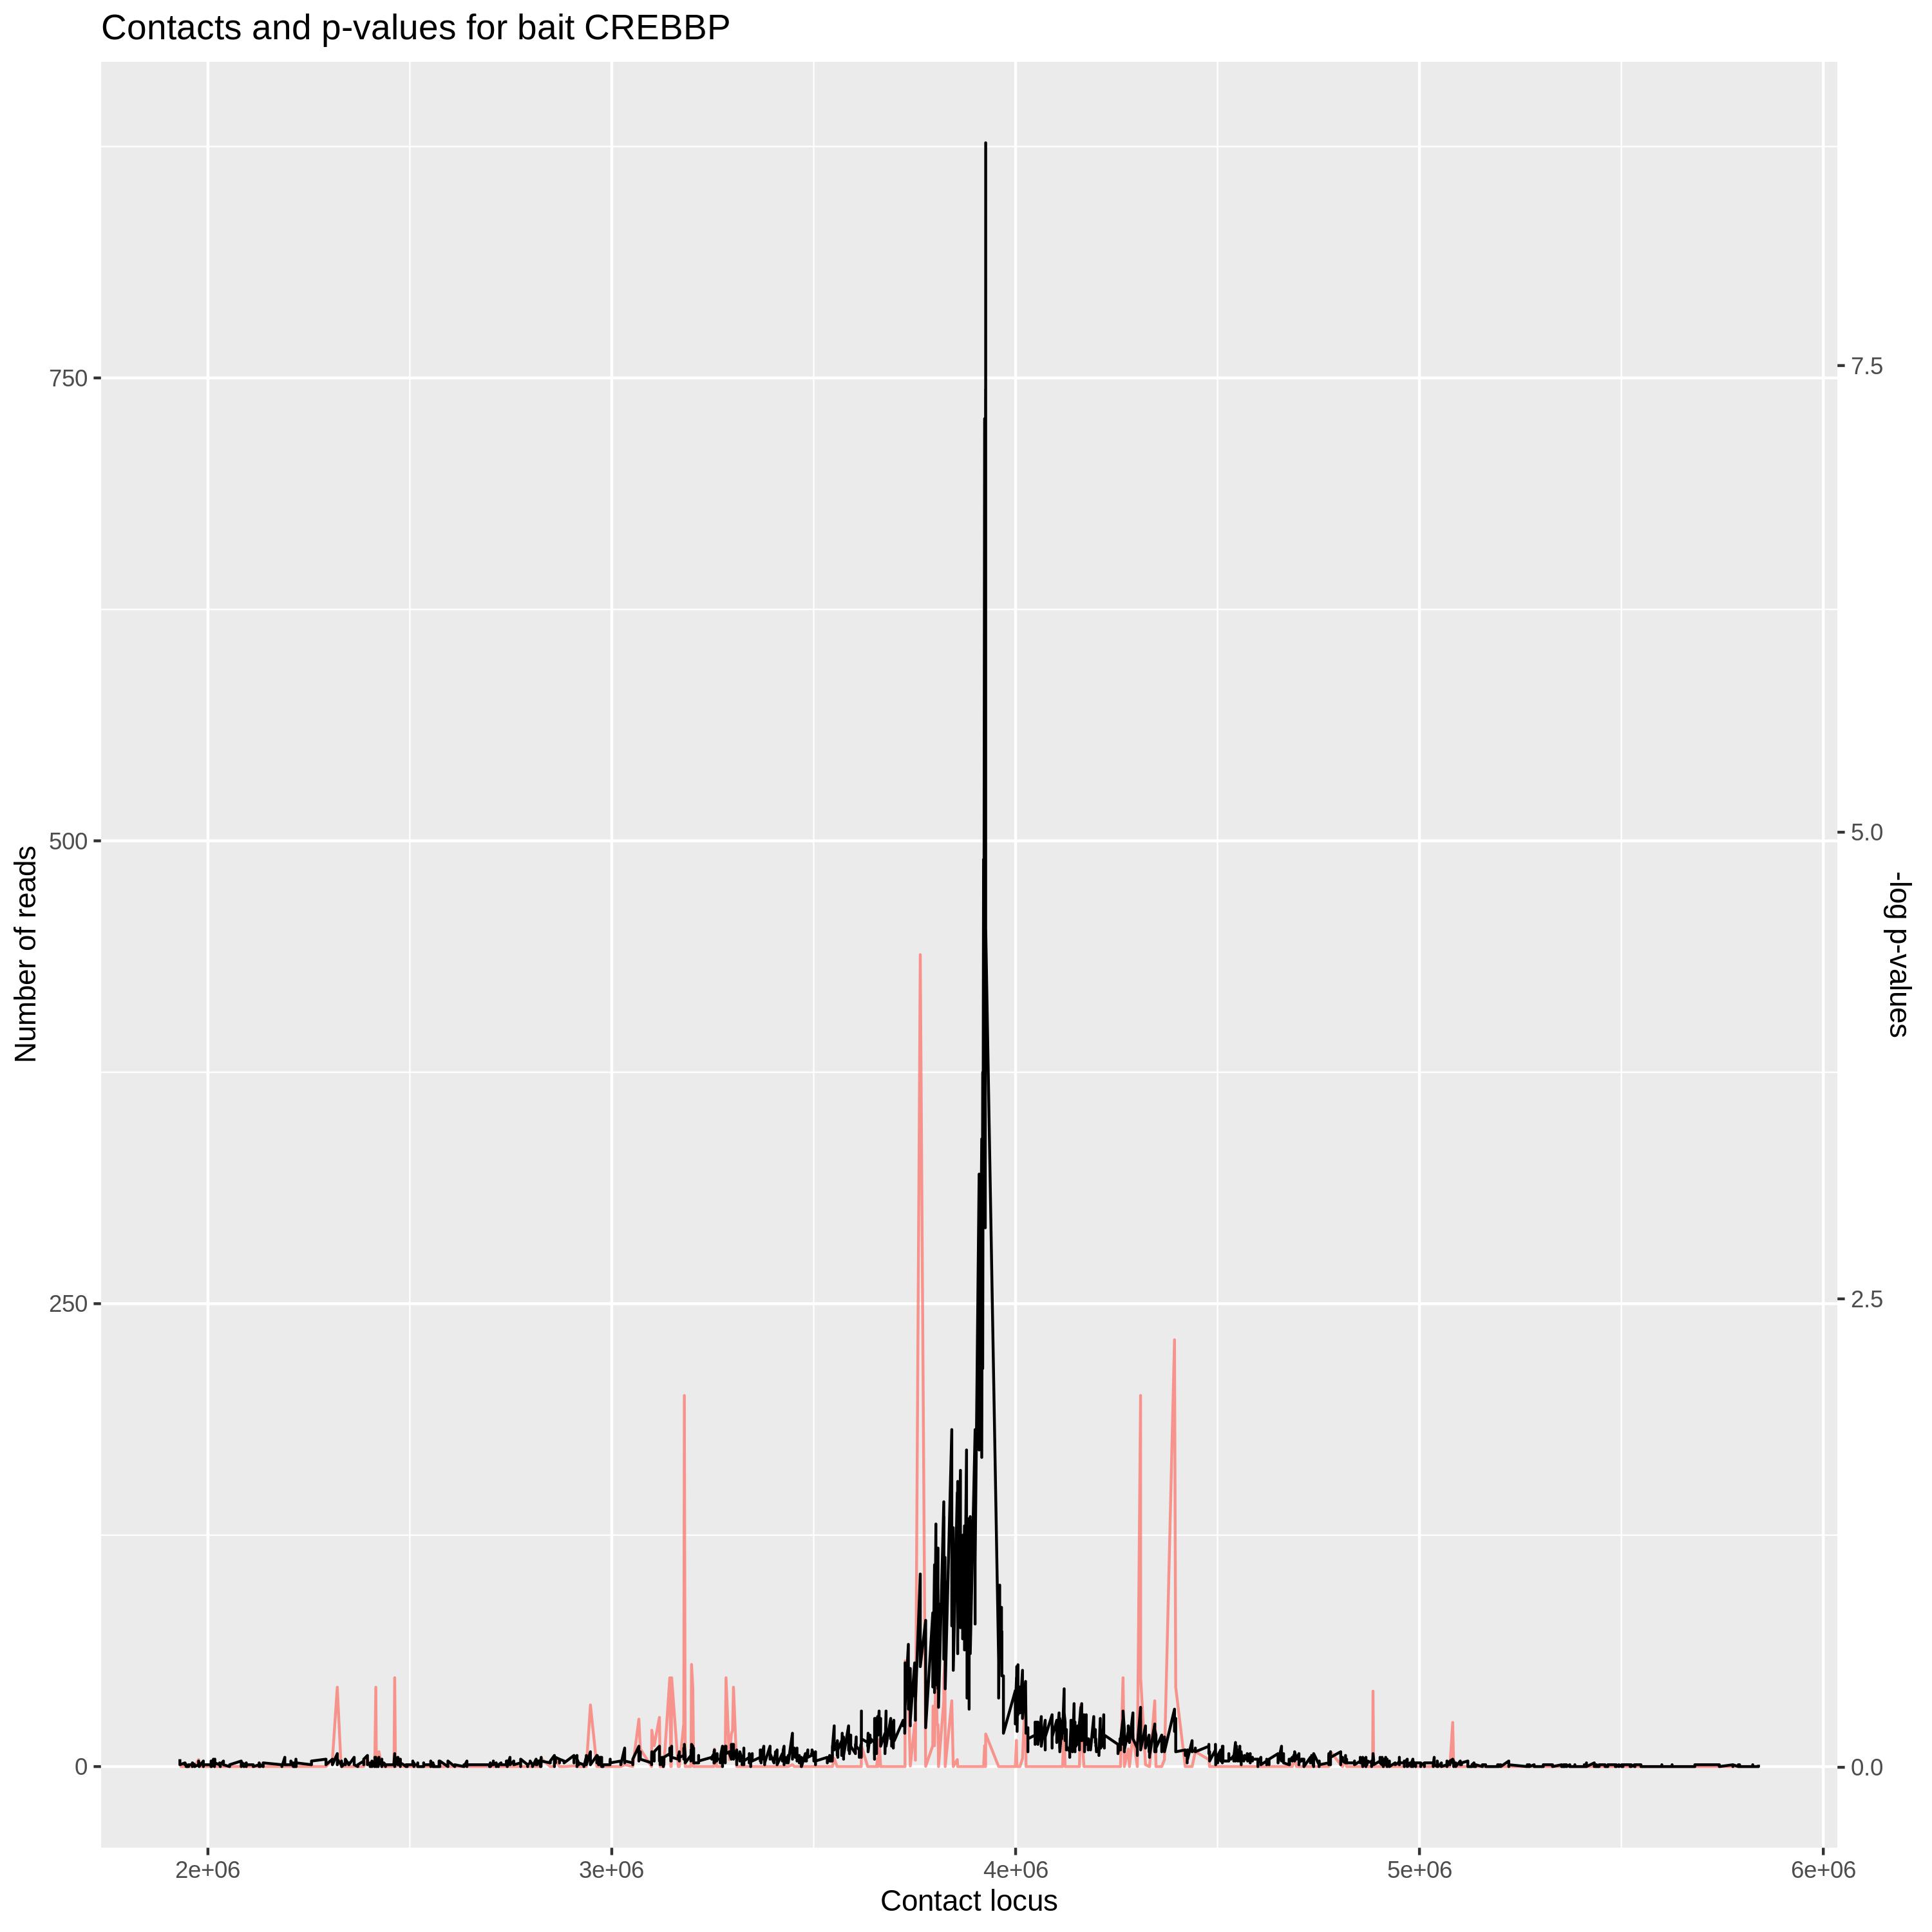 Contacts and p-values for bait CREBBP
750
500
250
0
Number of reads
7.5
5.0
2.5
0.0
-log p-values
2e+06
3e+06
4e+06
5e+06
6e+06
Contact locus